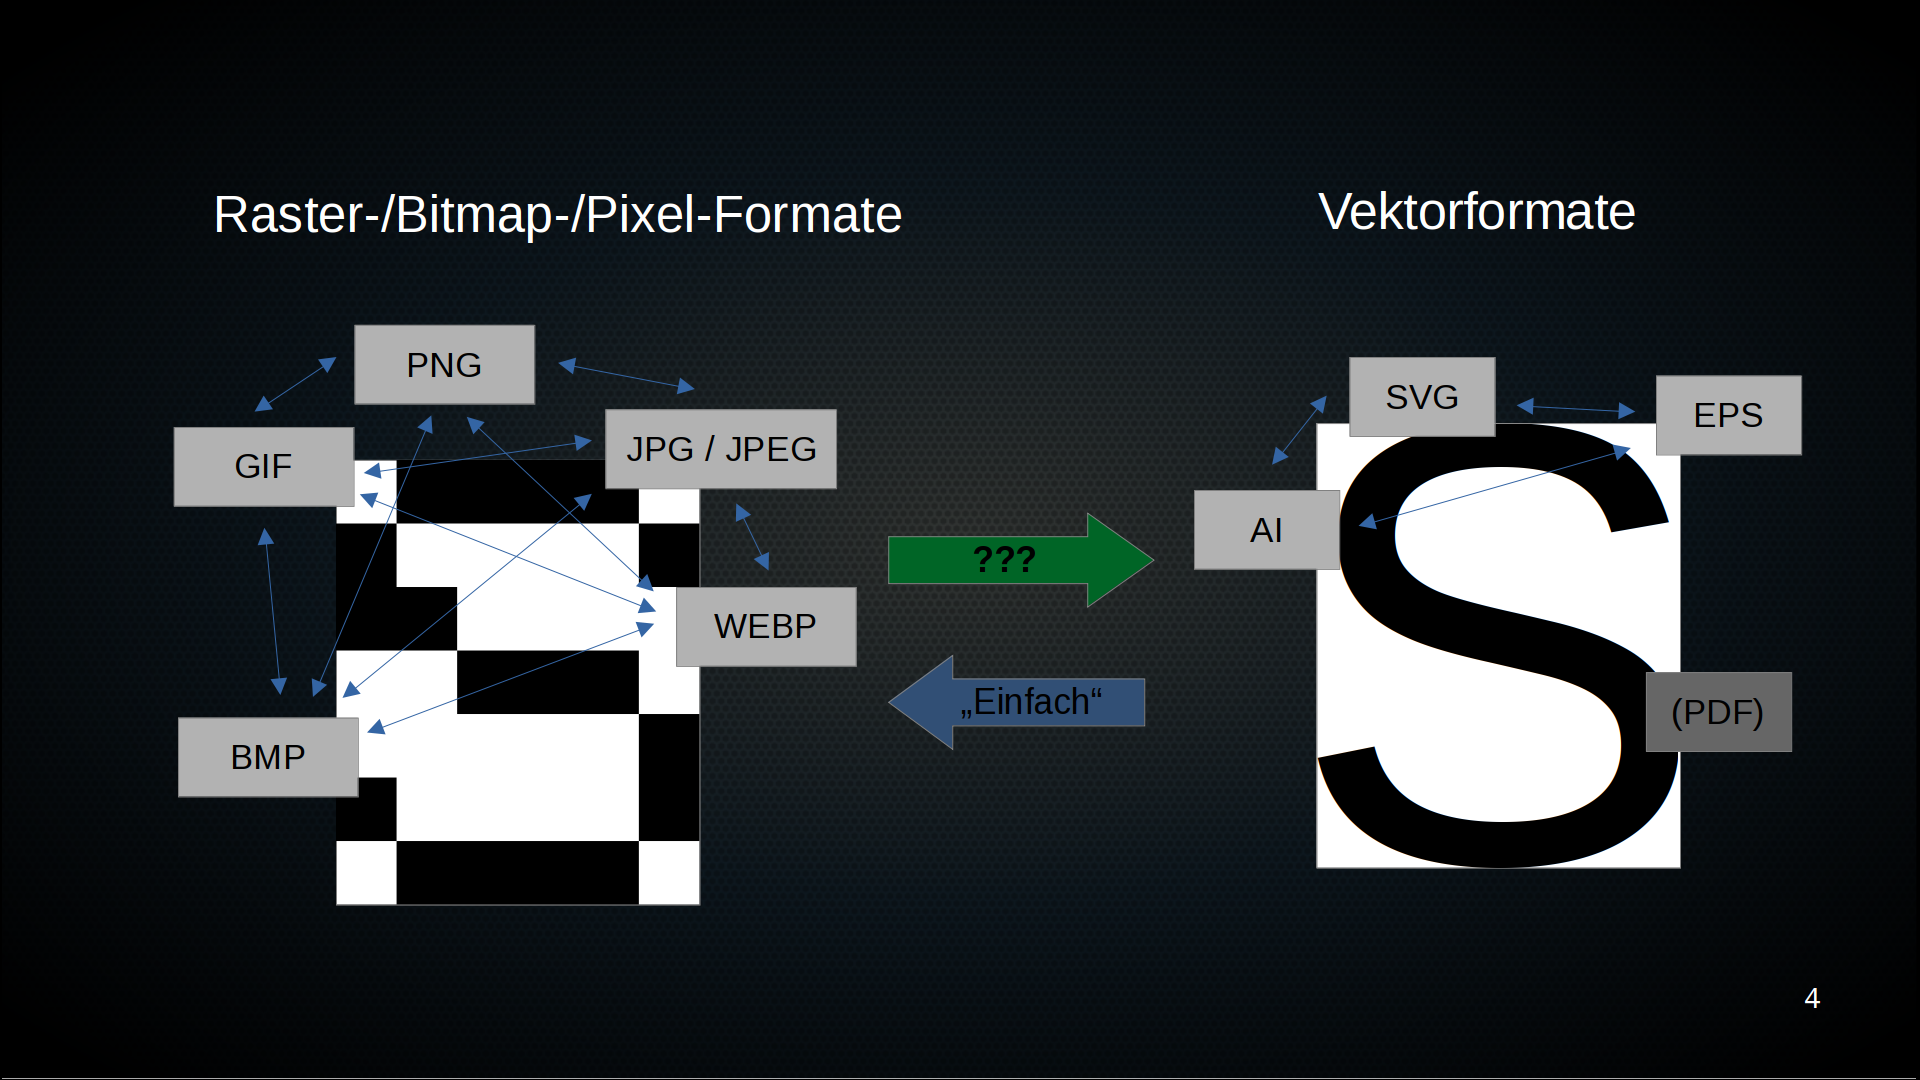 Raster-/Bitmap-/Pixel-Formate
Vektorformate
PNG
GIF
JPG / JPEG
WEBP
BMP
???
„Einfach“
SVG
EPS
AI
(PDF)
4